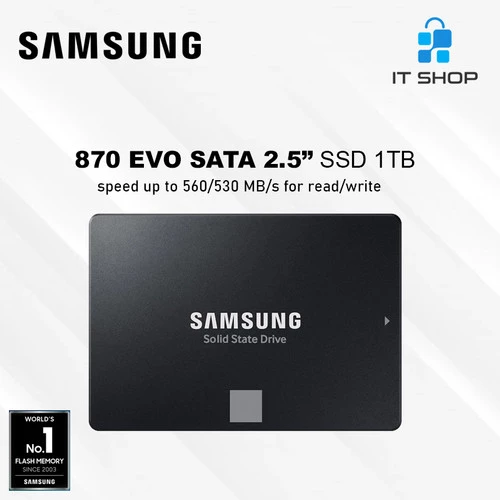 SAMSUNG
IT SHOP
870 EVO SATA 2.5” SSD 1TB
speed up to 560/530 MB/s for read/write
SAMSUNG
Solid State Drive
WORLD'S
No.1
FLASH MEMORY
SINCE 2003
SAMSUNG